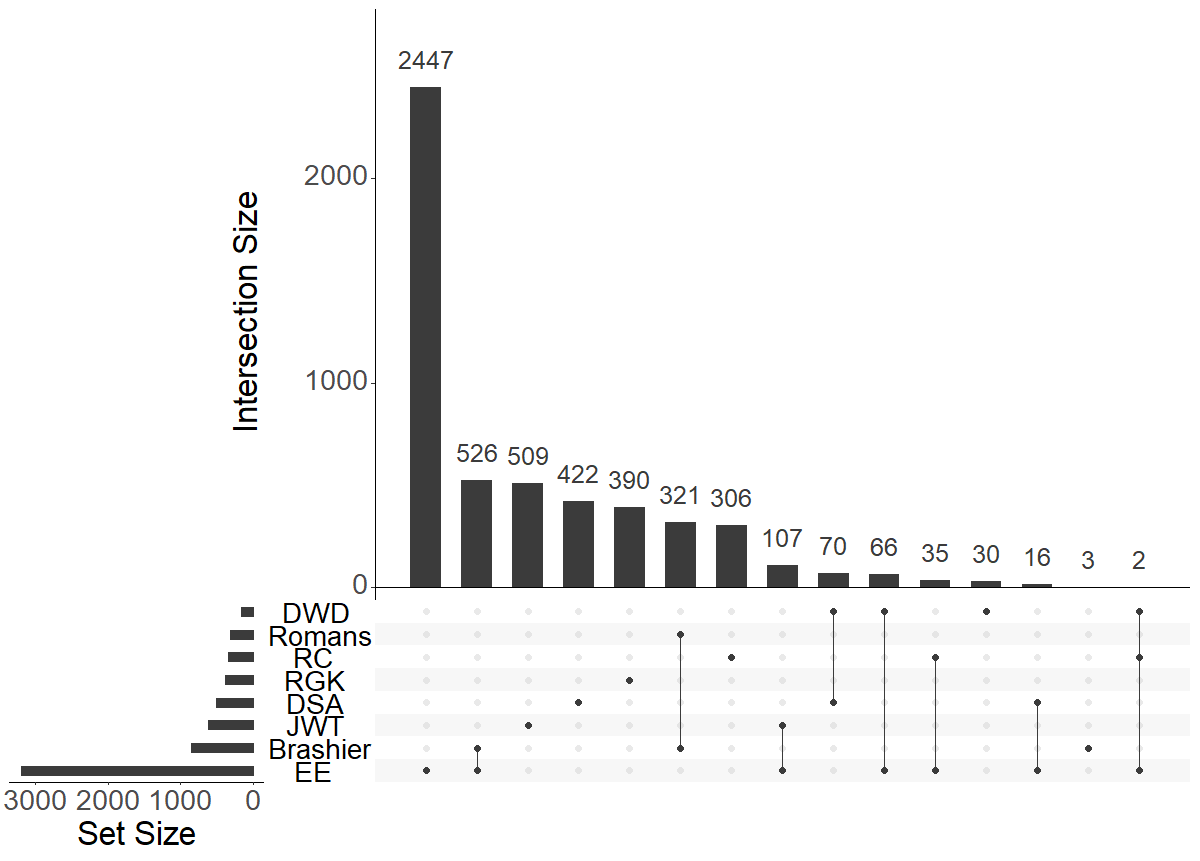 2447
2000
Intersection Size
1000
526 509 422 390 321 306 107 70 66 35 30 16 3 2
0
DWD
Romans
RC
RGK
DSA
JWT
Brashier
EE
3000 2000 1000 0
Set Size